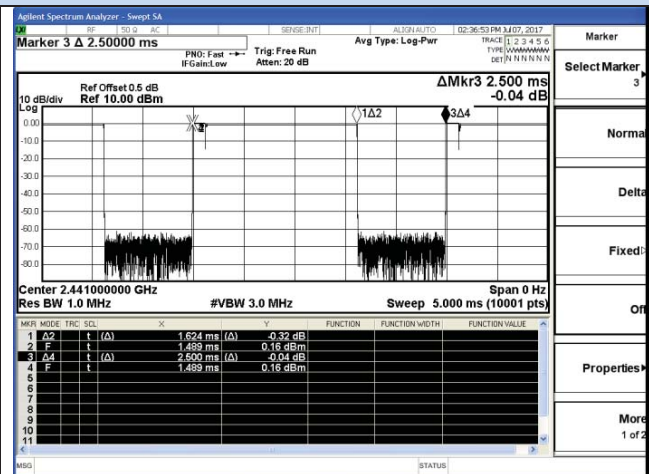 Agilent Spectrum Analyzer - Swept SA
LXI RF 50 Ω AC SENSE:INT ALIGN AUTO 02:36:53 PM Jul 07, 2017
Marker 3 Δ 2.50000 ms
PNO: Fast
IFGain:Low
Trig: Free Run
Atten: 20 dB
Avg Type: Log-Pwr
TRACE 1 2 3 4 5 6
TYPE
DET N N N N N N
Ref Offset 0.5 dB
10 dB/div Ref 10.00 dBm
ΔMkr3 2.500 ms
-0.04 dB
Log
0.00
-10.0
-20.0
-30.0
-40.0
-50.0
-60.0
-70.0
-80.0
1Δ2
3Δ4
Center 2.441000000 GHz Span 0 Hz
Res BW 1.0 MHz #VBW 3.0 MHz Sweep 5.000 ms (10001 pts)
MKR MODE TRC SCL X Y FUNCTION FUNCTION WIDTH FUNCTION VALUE
1 Δ2 t (Δ) 1.624 ms (Δ) -0.32 dB
2 F t 1.489 ms 0.16 dBm
3 Δ4 t (Δ) 2.500 ms (Δ) -0.04 dB
4 F t 1.489 ms 0.16 dBm
5
6
7
8
9
10
11
MSG STATUS
Marker
Select Marker
3
Normal
Delta
Fixed
Off
Properties
More
1 of 2